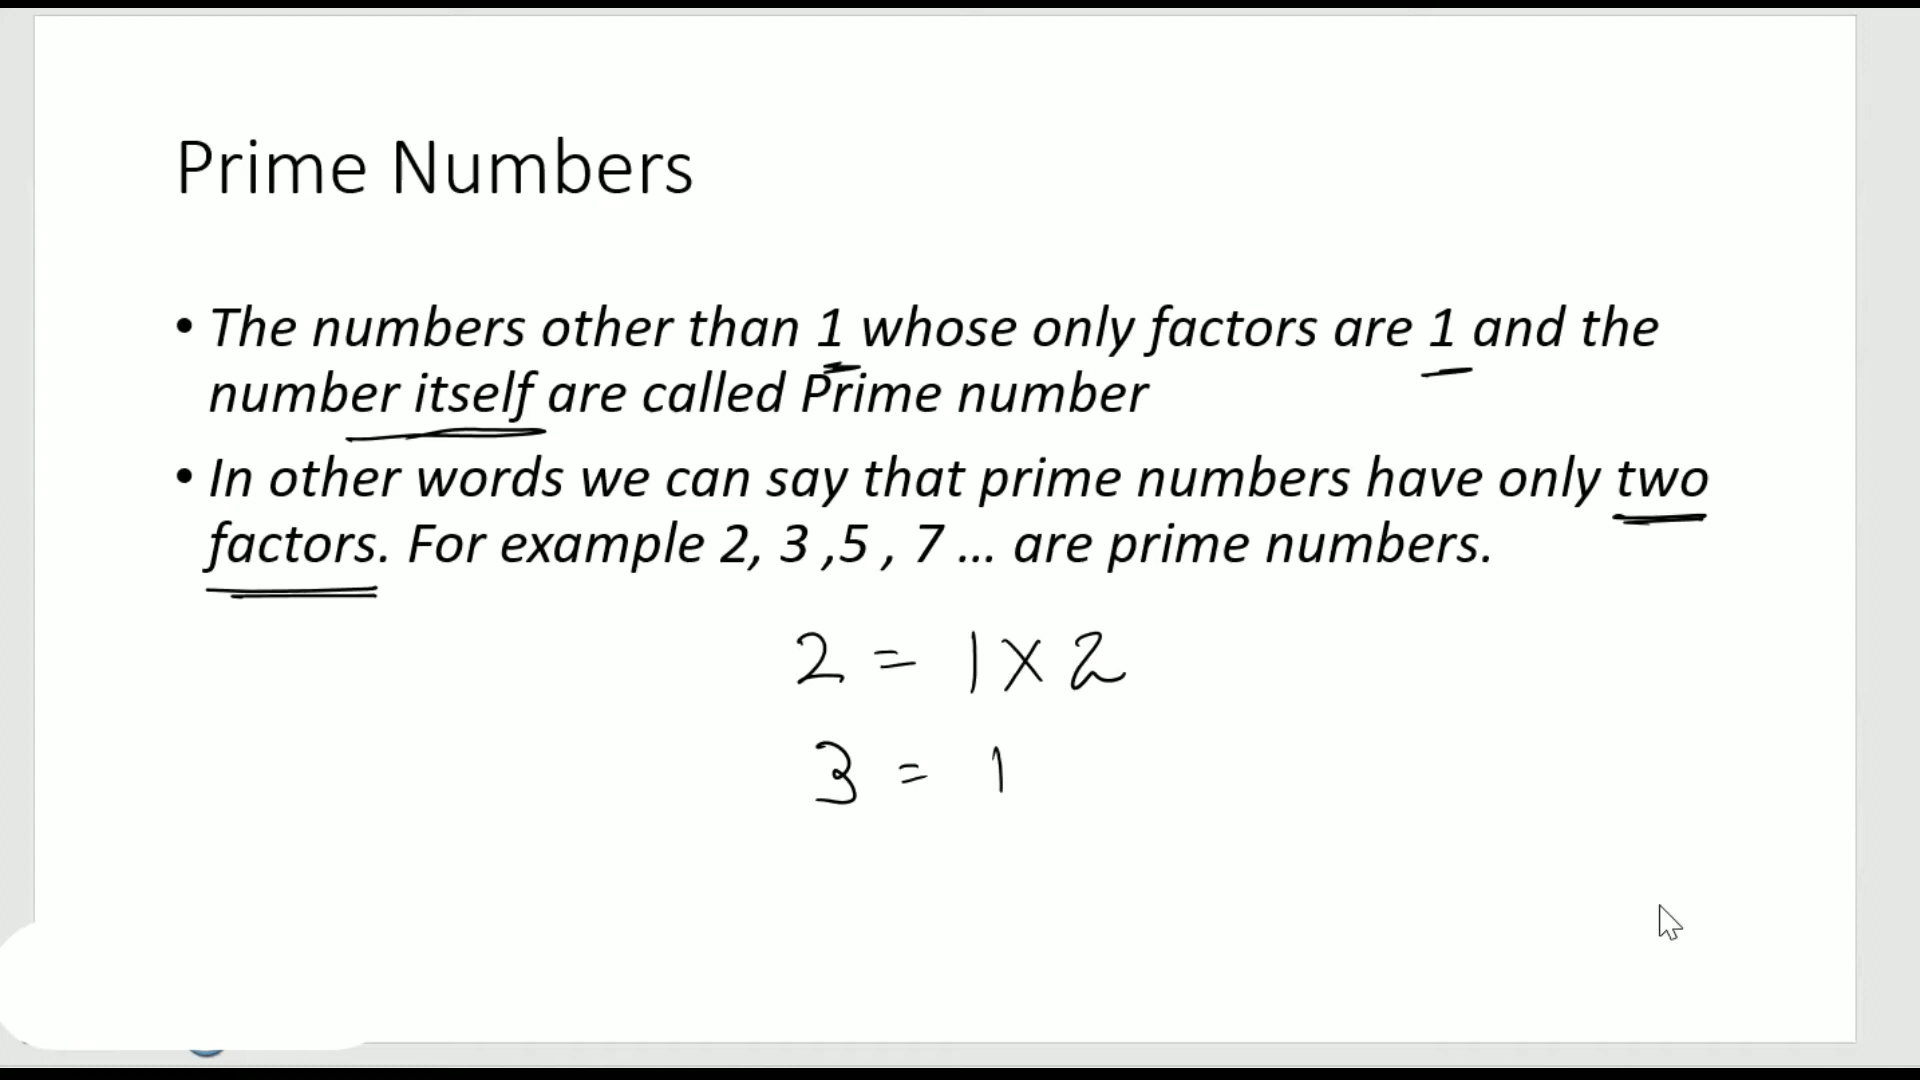 Prime Numbers
• The numbers other than 1 whose only factors are 1 and the
number itself are called Prime number
• In other words we can say that prime numbers have only two
factors. For example 2, 3 ,5 , 7 ... are prime numbers.
2 = 1 x 2
3 = 1